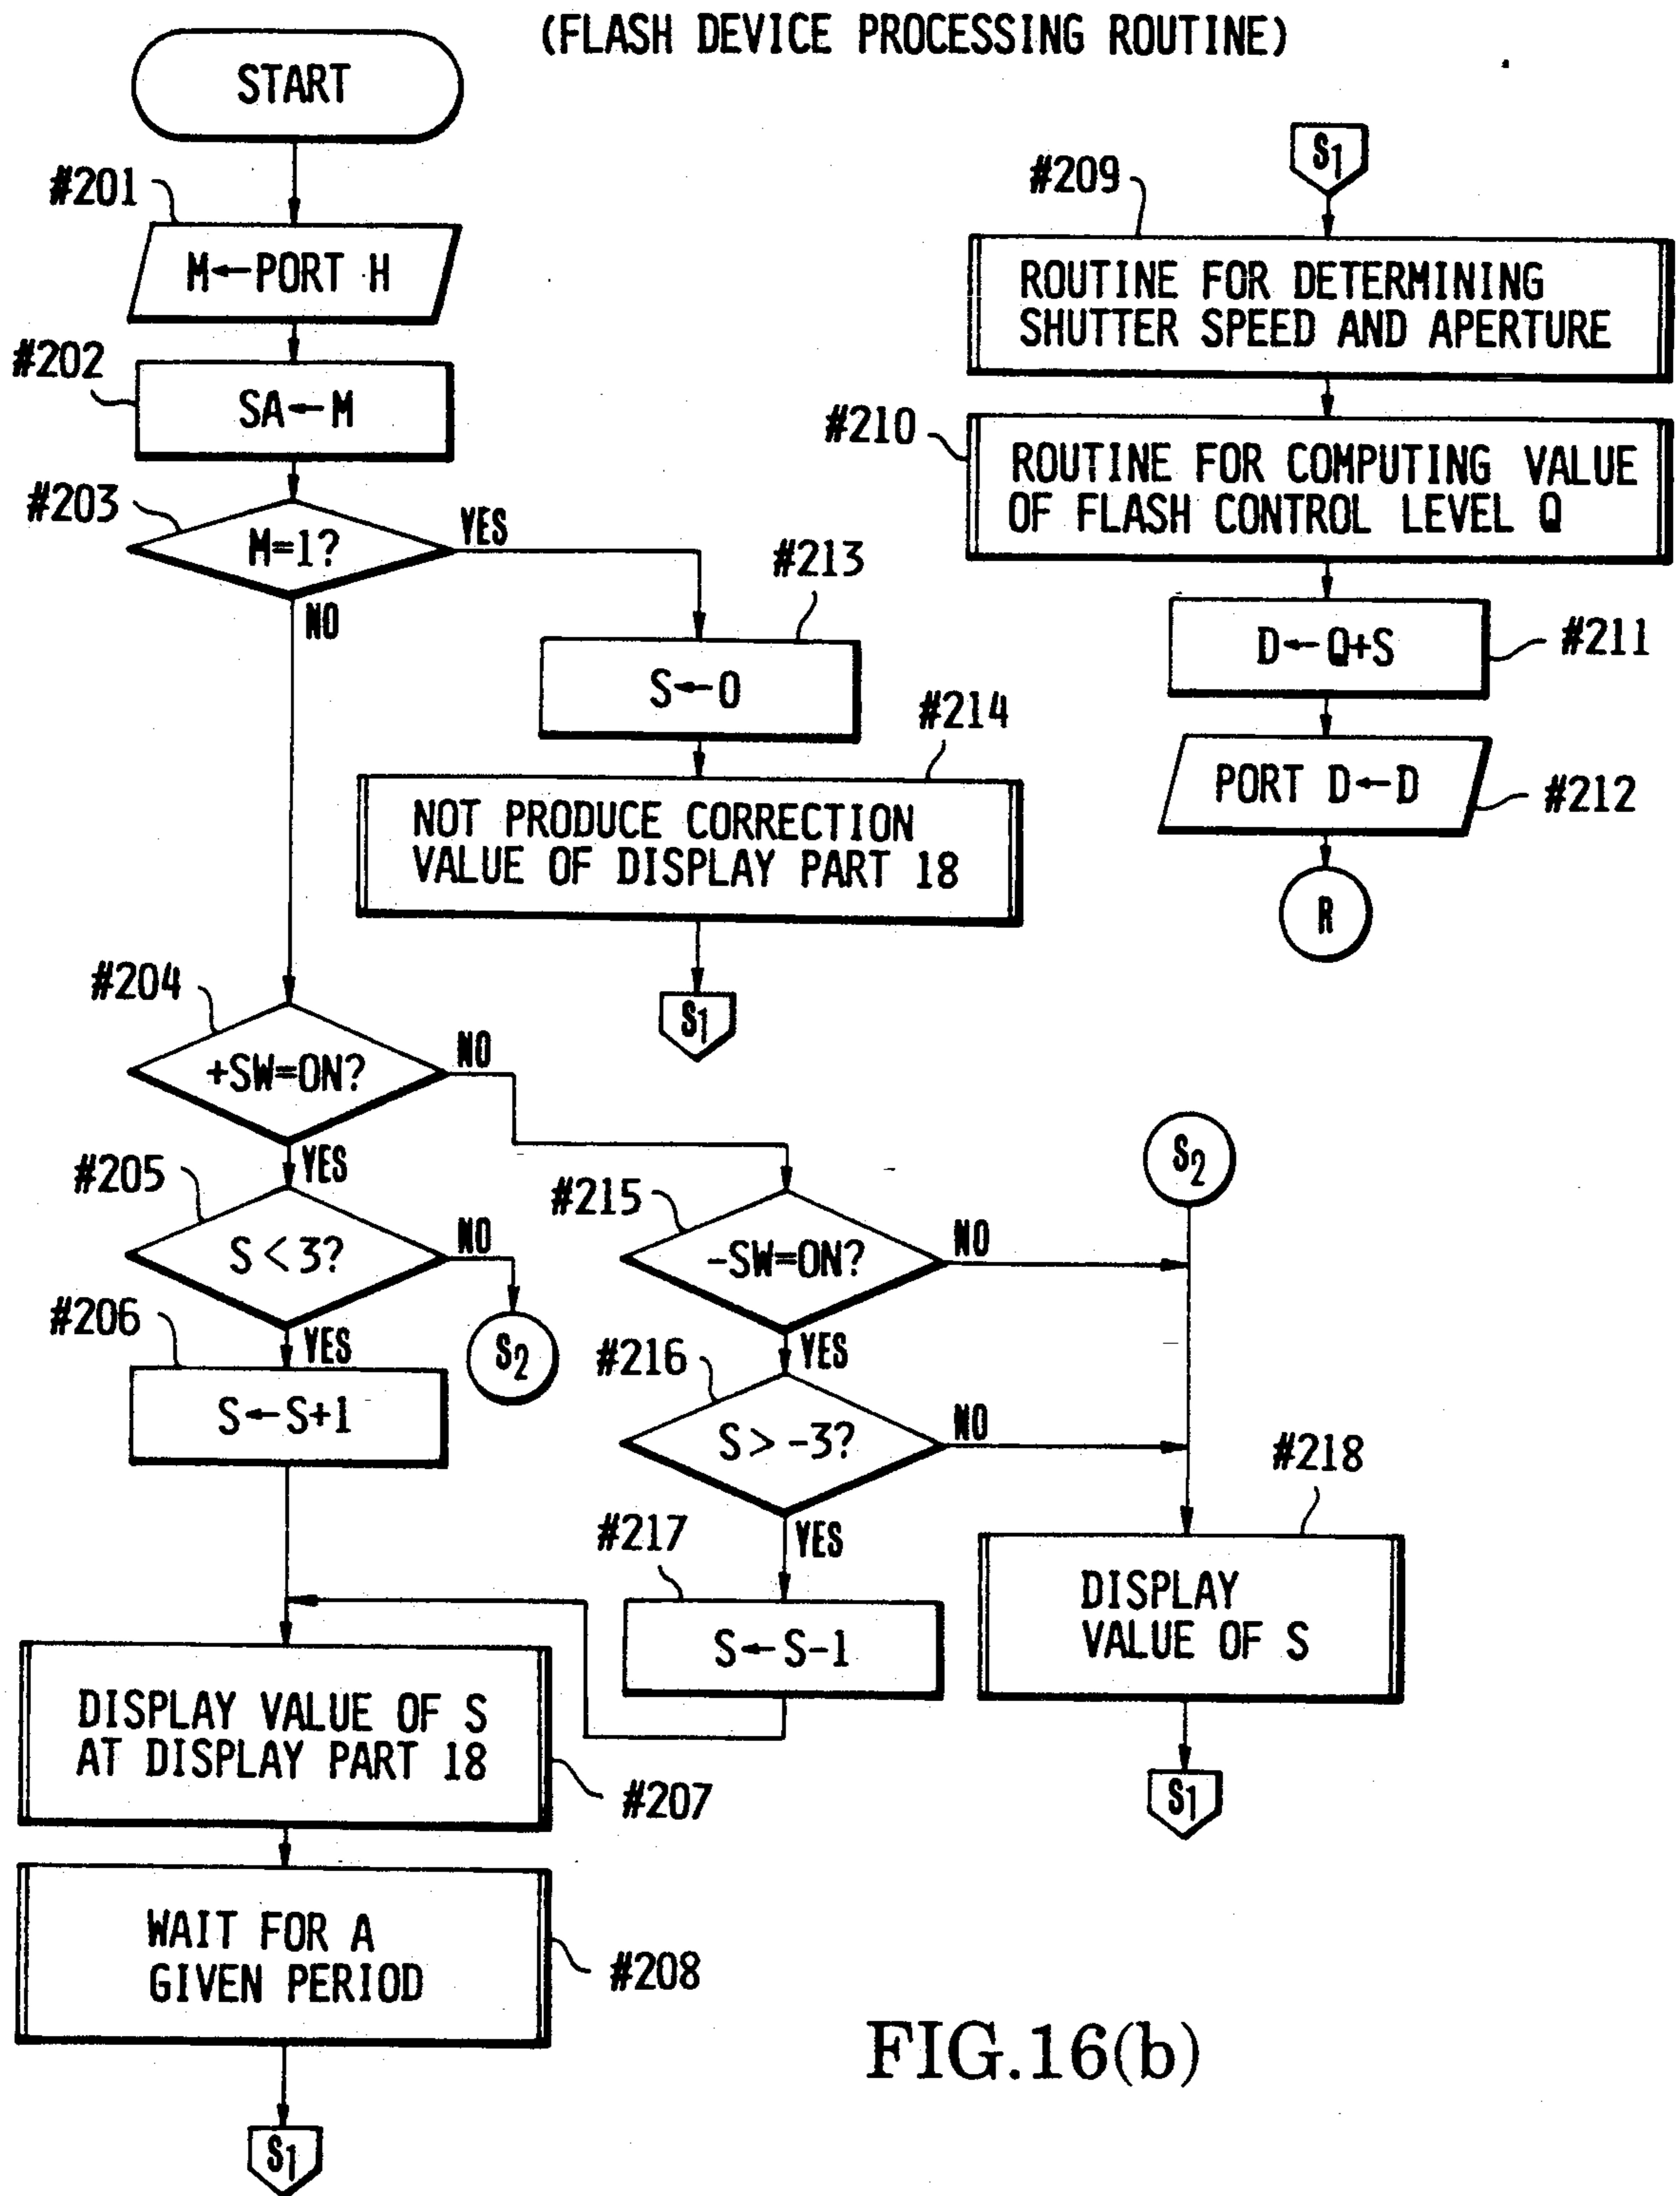 (FLASH DEVICE PROCESSING ROUTINE)
START
#201
M←PORT H
#202
SA←M
#203
M=1?
YES
NO
#213
S←0
#214
NOT PRODUCE CORRECTION
VALUE OF DISPLAY PART 18
S1
#204
+SW=ON?
NO
YES
#205
S<3?
NO
S2
YES
#206
S←S+1
#215
-SW=ON?
NO
YES
#216
S>-3?
NO
YES
#217
S←S-1
S2
#218
DISPLAY
VALUE OF S
S1
DISPLAY VALUE OF S
AT DISPLAY PART 18
#207
WAIT FOR A
GIVEN PERIOD
#208
S1
S1
#209
ROUTINE FOR DETERMINING
SHUTTER SPEED AND APERTURE
#210
ROUTINE FOR COMPUTING VALUE
OF FLASH CONTROL LEVEL Q
D←Q+S
#211
PORT D←D
#212
R
FIG.16(b)